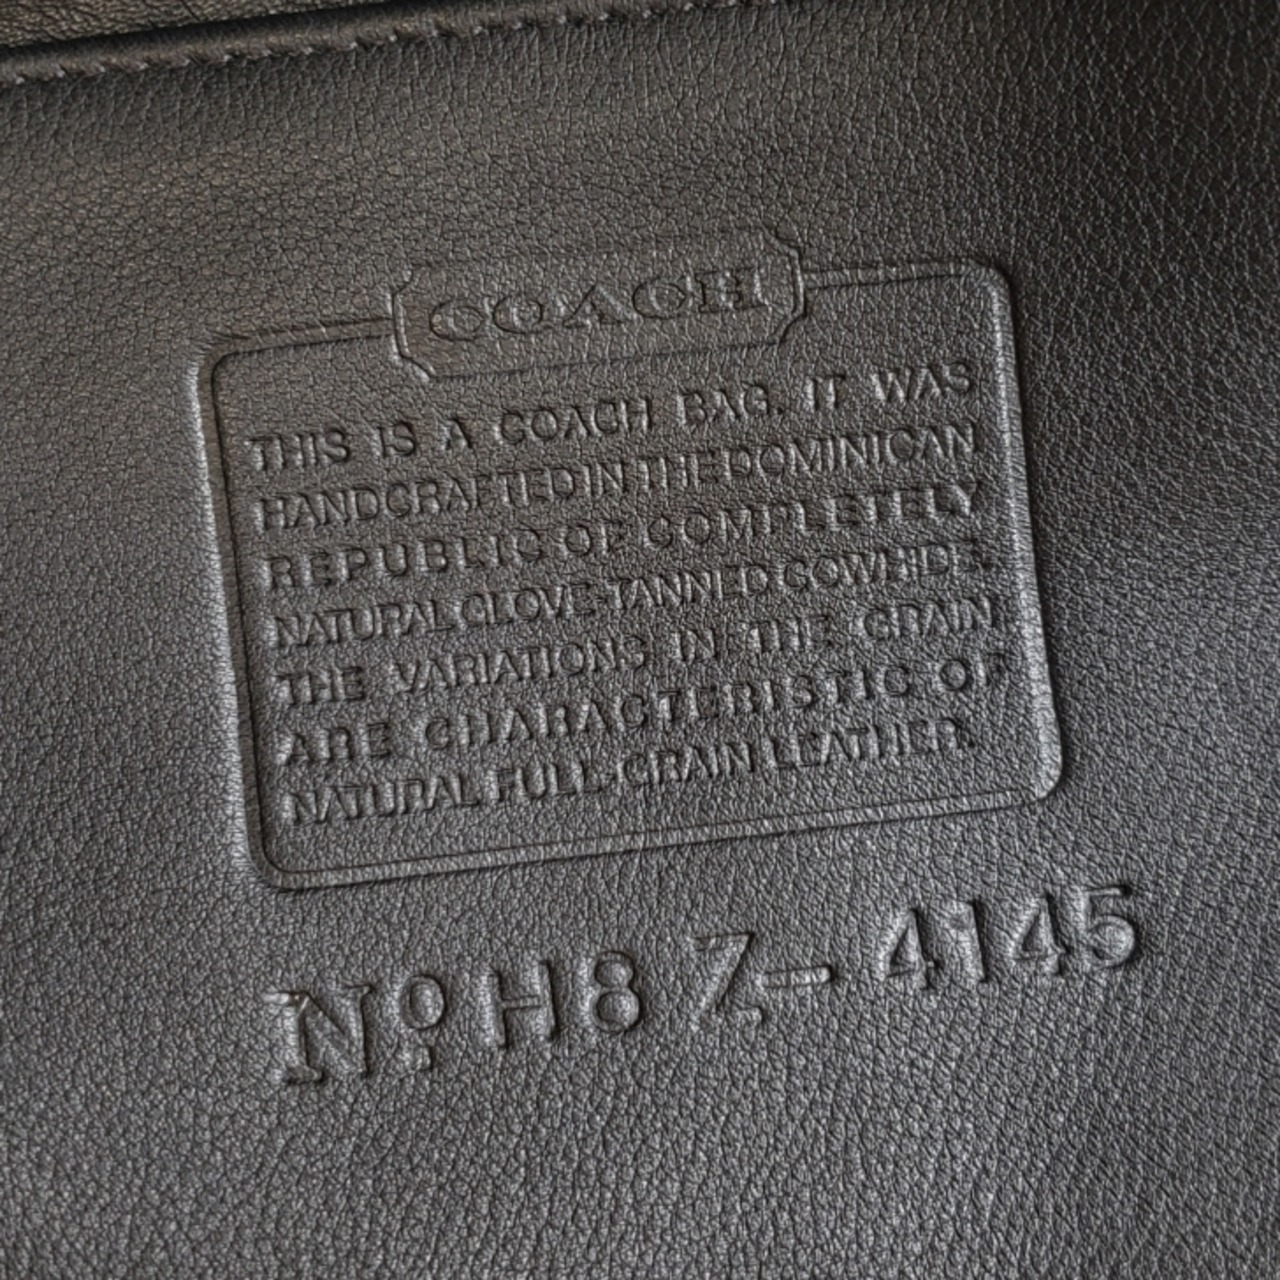 COACH
THIS IS A COACH BAG. IT WAS
HANDCRAFTED IN THE DOMINICAN
REPUBLIC OF COMPLETELY
NATURAL GLOVE-TANNED COWHIDE.
THE VARIATIONS IN THE GRAIN
ARE CHARACTERISTIC OF
NATURAL FULL-GRAIN LEATHER.
Nº H8Z-4145